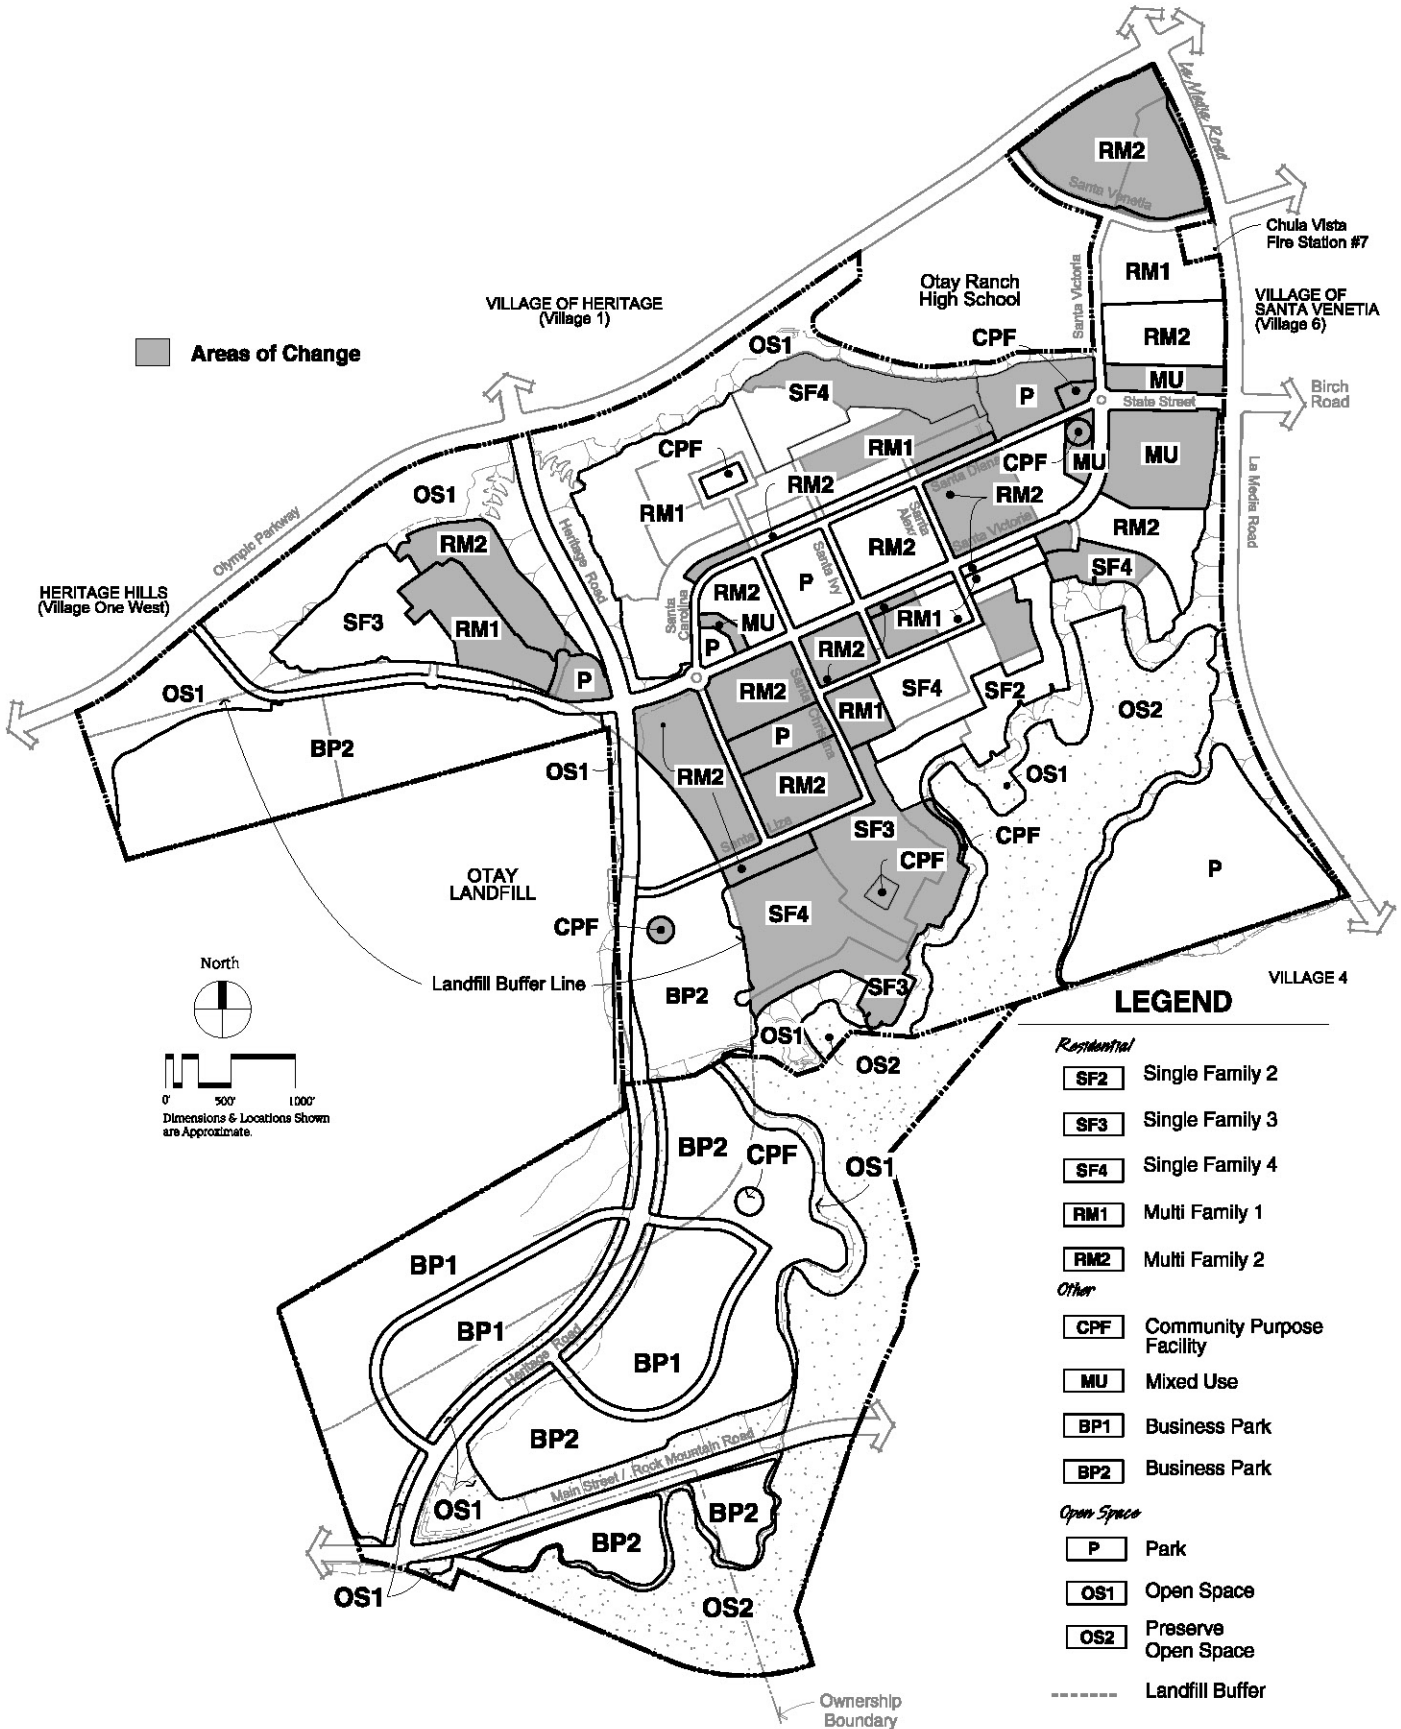 La Media Road
RM2
Santa Venetia
Chula Vista
Fire Station #7
RM1
Otay Ranch
High School
Santa Victoria
VILLAGE OF HERITAGE
(Village 1)
VILLAGE OF
SANTA VENETIA
(Village 6)
CPF
RM2
OS1
Areas of Change
MU
Birch
Road
SF4
P
State Street
CPF
RM1
CPF
MU
MU
Santa Diana
RM2
RM2
OS1
RM1
Santa
Alexia
Santa Victoria
RM2
La Media Road
Olympic Parkway
RM2
Heritage Road
RM2
Santa Ivy
P
SF4
HERITAGE HILLS
(Village One West)
RM2
SF3
RM1
Santa
Carolina
MU
RM1
P
RM2
P
OS1
RM2
SF4
SF2
Santa Christina
RM1
OS2
BP2
P
OS1
RM2
RM2
OS1
Santa Liza
SF3
CPF
CPF
P
OTAY
LANDFILL
SF4
CPF
North
Landfill Buffer Line
BP2
SF3
VILLAGE 4
OS1
OS2
0' 500' 1000'
Dimensions & Locations Shown
are Approximate.
BP2
CPF
OS1
BP1
BP1
Heritage Road
BP1
BP2
Main Street / Rock Mountain Road
OS1
BP2
BP2
OS1
OS2
Ownership
Boundary
LEGEND
Residential
SF2 Single Family 2
SF3 Single Family 3
SF4 Single Family 4
RM1 Multi Family 1
RM2 Multi Family 2
Other
CPF Community Purpose
Facility
MU Mixed Use
BP1 Business Park
BP2 Business Park
Open Space
P Park
OS1 Open Space
OS2 Preserve
Open Space
Landfill Buffer